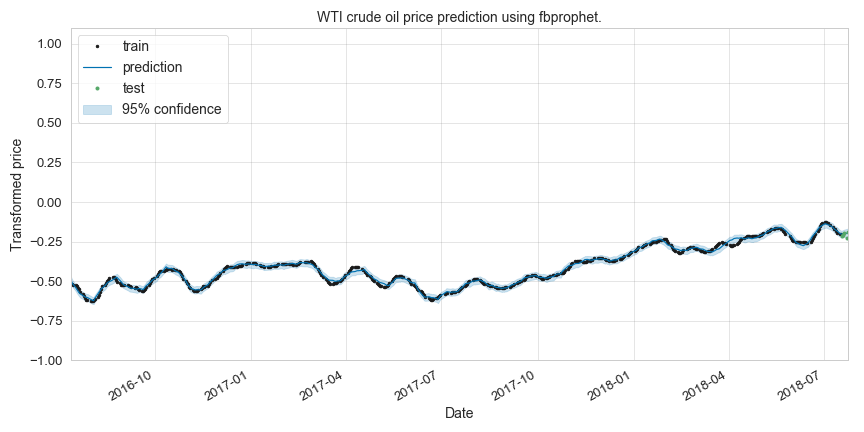 WTI crude oil price prediction using fbprophet.
train
prediction
test
95% confidence
Transformed price
1.00
0.75
0.50
0.25
0.00
−0.25
−0.50
−0.75
−1.00
2016-10
2017-01
2017-04
2017-07
2017-10
2018-01
2018-04
2018-07
Date